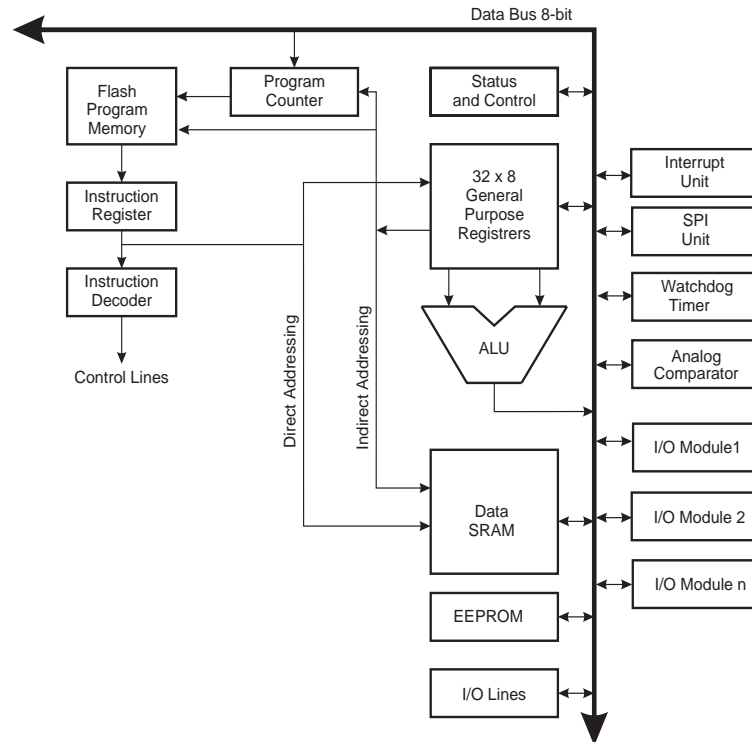 Data Bus 8-bit
Flash
Program
Memory
Program
Counter
Status
and Control
Interrupt
Unit
32 x 8
General
Purpose
Registrers
Instruction
Register
SPI
Unit
Instruction
Decoder
Watchdog
Timer
Direct Addressing
Indirect Addressing
ALU
Analog
Comparator
Control Lines
I/O Module1
Data
SRAM
I/O Module 2
I/O Module n
EEPROM
I/O Lines